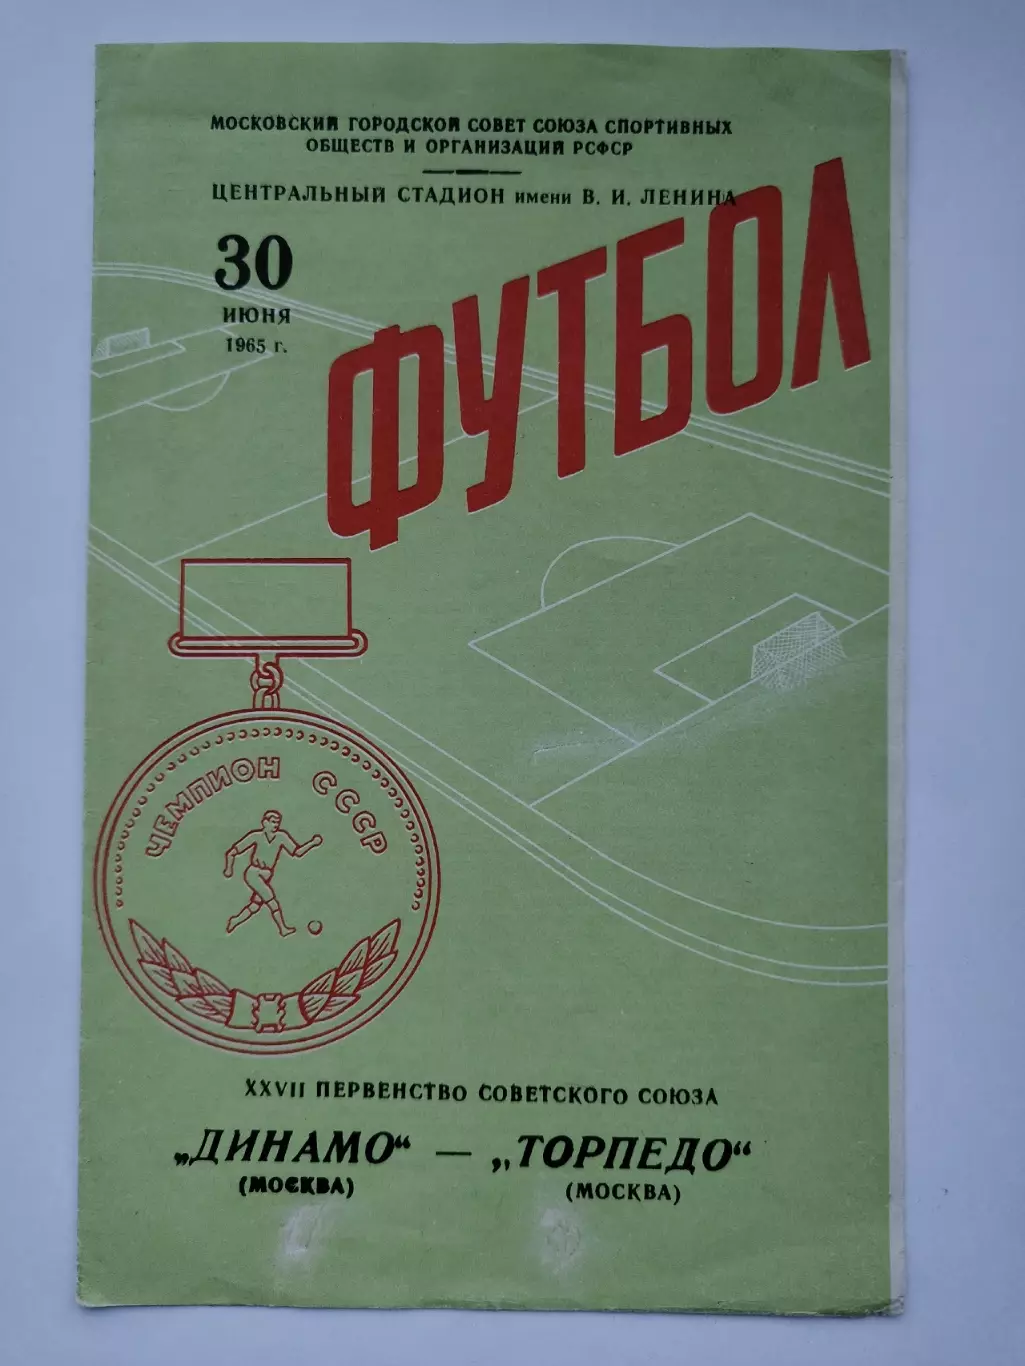 МОСКОВСКИЙ ГОРОДСКОЙ СОВЕТ СОЮЗА СПОРТИВНЫХ
ОБЩЕСТВ И ОРГАНИЗАЦИЙ РСФСР
ЦЕНТРАЛЬНЫЙ СТАДИОН имени В. И. ЛЕНИНА
30
ИЮНЯ
1965 г.
ФУТБОЛ
ЧЕМПИОН СССР
XXVII ПЕРВЕНСТВО СОВЕТСКОГО СОЮЗА
„ДИНАМО“ — „ТОРПЕДО“
(МОСКВА) (МОСКВА)